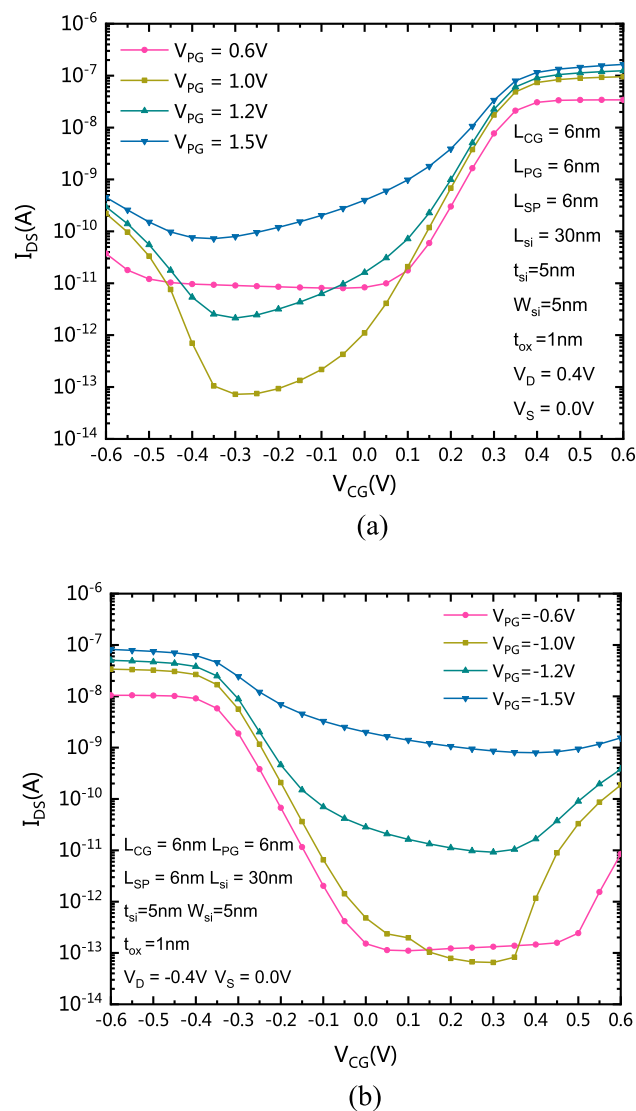 10⁻⁶
10⁻⁷
10⁻⁸
10⁻⁹
10⁻¹⁰
10⁻¹¹
10⁻¹²
10⁻¹³
10⁻¹⁴
I_DS(A)
V_PG = 0.6V
V_PG = 1.0V
V_PG = 1.2V
V_PG = 1.5V
L_CG = 6nm
L_PG = 6nm
L_SP = 6nm
L_si = 30nm
t_si=5nm
W_si=5nm
t_ox =1nm
V_D = 0.4V
V_S = 0.0V
-0.6 -0.5 -0.4 -0.3 -0.2 -0.1 0.0 0.1 0.2 0.3 0.4 0.5 0.6
V_CG(V)
(a)
10⁻⁶
10⁻⁷
10⁻⁸
10⁻⁹
10⁻¹⁰
10⁻¹¹
10⁻¹²
10⁻¹³
10⁻¹⁴
I_DS(A)
V_PG=-0.6V
V_PG=-1.0V
V_PG=-1.2V
V_PG=-1.5V
L_CG = 6nm L_PG = 6nm
L_SP = 6nm L_si = 30nm
t_si=5nm W_si=5nm
t_ox =1nm
V_D = -0.4V V_S = 0.0V
-0.6 -0.5 -0.4 -0.3 -0.2 -0.1 0.0 0.1 0.2 0.3 0.4 0.5 0.6
V_CG(V)
(b)